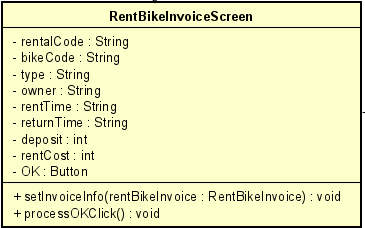 RentBikeInvoiceScreen
- rentalCode : String
- bikeCode : String
- type : String
- owner : String
- rentTime : String
- returnTime : String
- deposit : int
- rentCost : int
- OK : Button
+ setInvoiceInfo(rentBikeInvoice : RentBikeInvoice) : void
+ processOKClick() : void